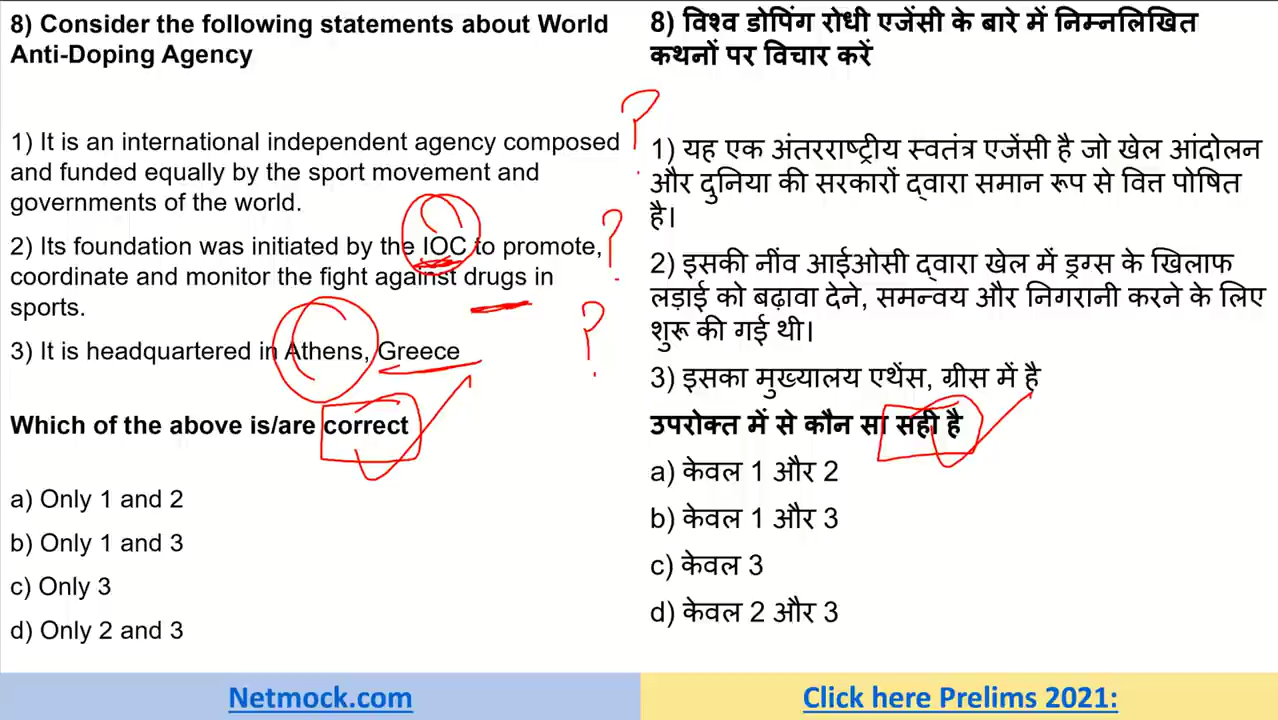 8) Consider the following statements about World
Anti-Doping Agency
1) It is an international independent agency composed
and funded equally by the sport movement and
governments of the world.
2) Its foundation was initiated by the IOC to promote,
coordinate and monitor the fight against drugs in
sports.
3) It is headquartered in Athens, Greece
Which of the above is/are correct
a) Only 1 and 2
b) Only 1 and 3
c) Only 3
d) Only 2 and 3
?
?
?
8) विश्व डोपिंग रोधी एजेंसी के बारे में निम्नलिखित
कथनों पर विचार करें
1) यह एक अंतरराष्ट्रीय स्वतंत्र एजेंसी है जो खेल आंदोलन
और दुनिया की सरकारों द्वारा समान रूप से वित्त पोषित
है।
2) इसकी नींव आईओसी द्वारा खेल में ड्रग्स के खिलाफ
लड़ाई को बढ़ावा देने, समन्वय और निगरानी करने के लिए
शुरू की गई थी।
3) इसका मुख्यालय एथेंस, ग्रीस में है
उपरोक्त में से कौन सा सही है
a) केवल 1 और 2
b) केवल 1 और 3
c) केवल 3
d) केवल 2 और 3
Netmock.com
Click here Prelims 2021: